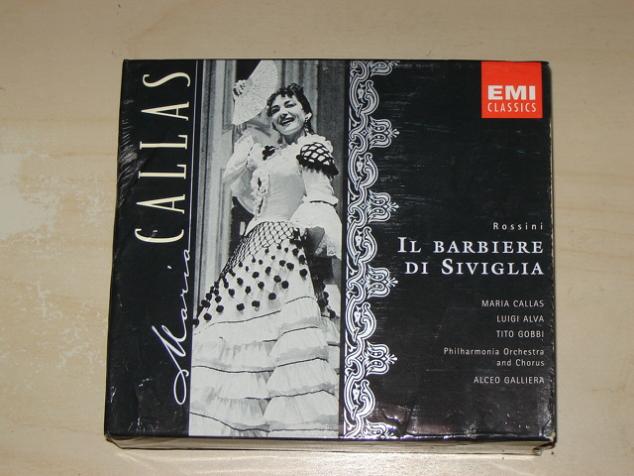 Maria CALLAS
EMI
CLASSICS
Rossini
IL BARBIERE
DI SIVIGLIA
MARIA CALLAS
LUIGI ALVA
TITO GOBBI
Philharmonia Orchestra
and Chorus
ALCEO GALLIERA